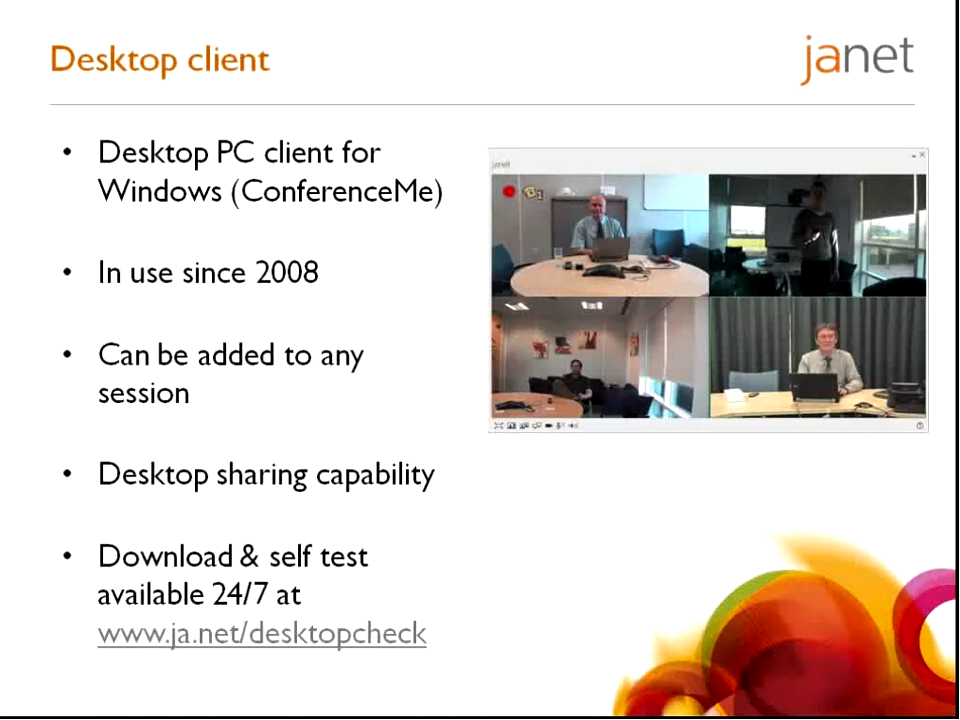 Desktop client
janet
• Desktop PC client for
Windows (ConferenceMe)
• In use since 2008
• Can be added to any
session
• Desktop sharing capability
• Download & self test
available 24/7 at
www.ja.net/desktopcheck
janet